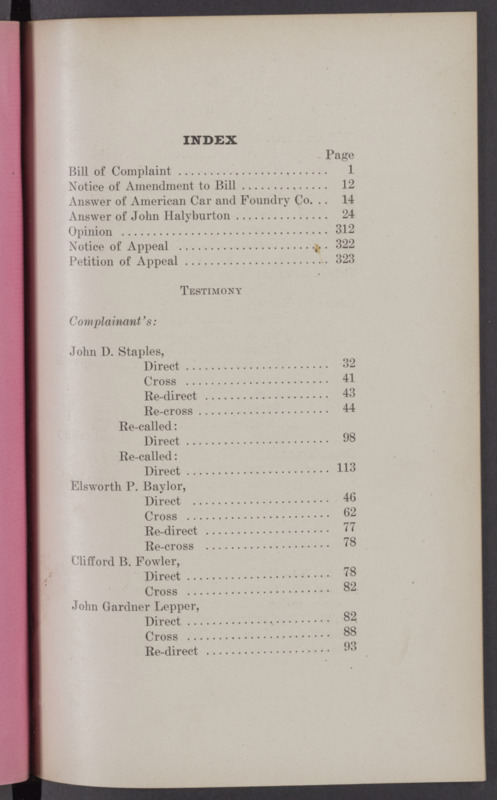 INDEX
Page
Bill of Complaint ........................ 1
Notice of Amendment to Bill .............. 12
Answer of American Car and Foundry Co. .. 14
Answer of John Halyburton ............... 24
Opinion ................................. 312
Notice of Appeal ........................ 322
Petition of Appeal ....................... 323
TESTIMONY
Complainant's:
John D. Staples,
Direct ....................... 32
Cross ....................... 41
Re-direct .................... 43
Re-cross ..................... 44
Re-called:
Direct ....................... 98
Re-called:
Direct ....................... 113
Elsworth P. Baylor,
Direct ...................... 46
Cross ....................... 62
Re-direct .................... 77
Re-cross .................... 78
Clifford B. Fowler,
Direct ....................... 78
Cross ....................... 82
John Gardner Lepper,
Direct ....................... 82
Cross ....................... 88
Re-direct .................... 93